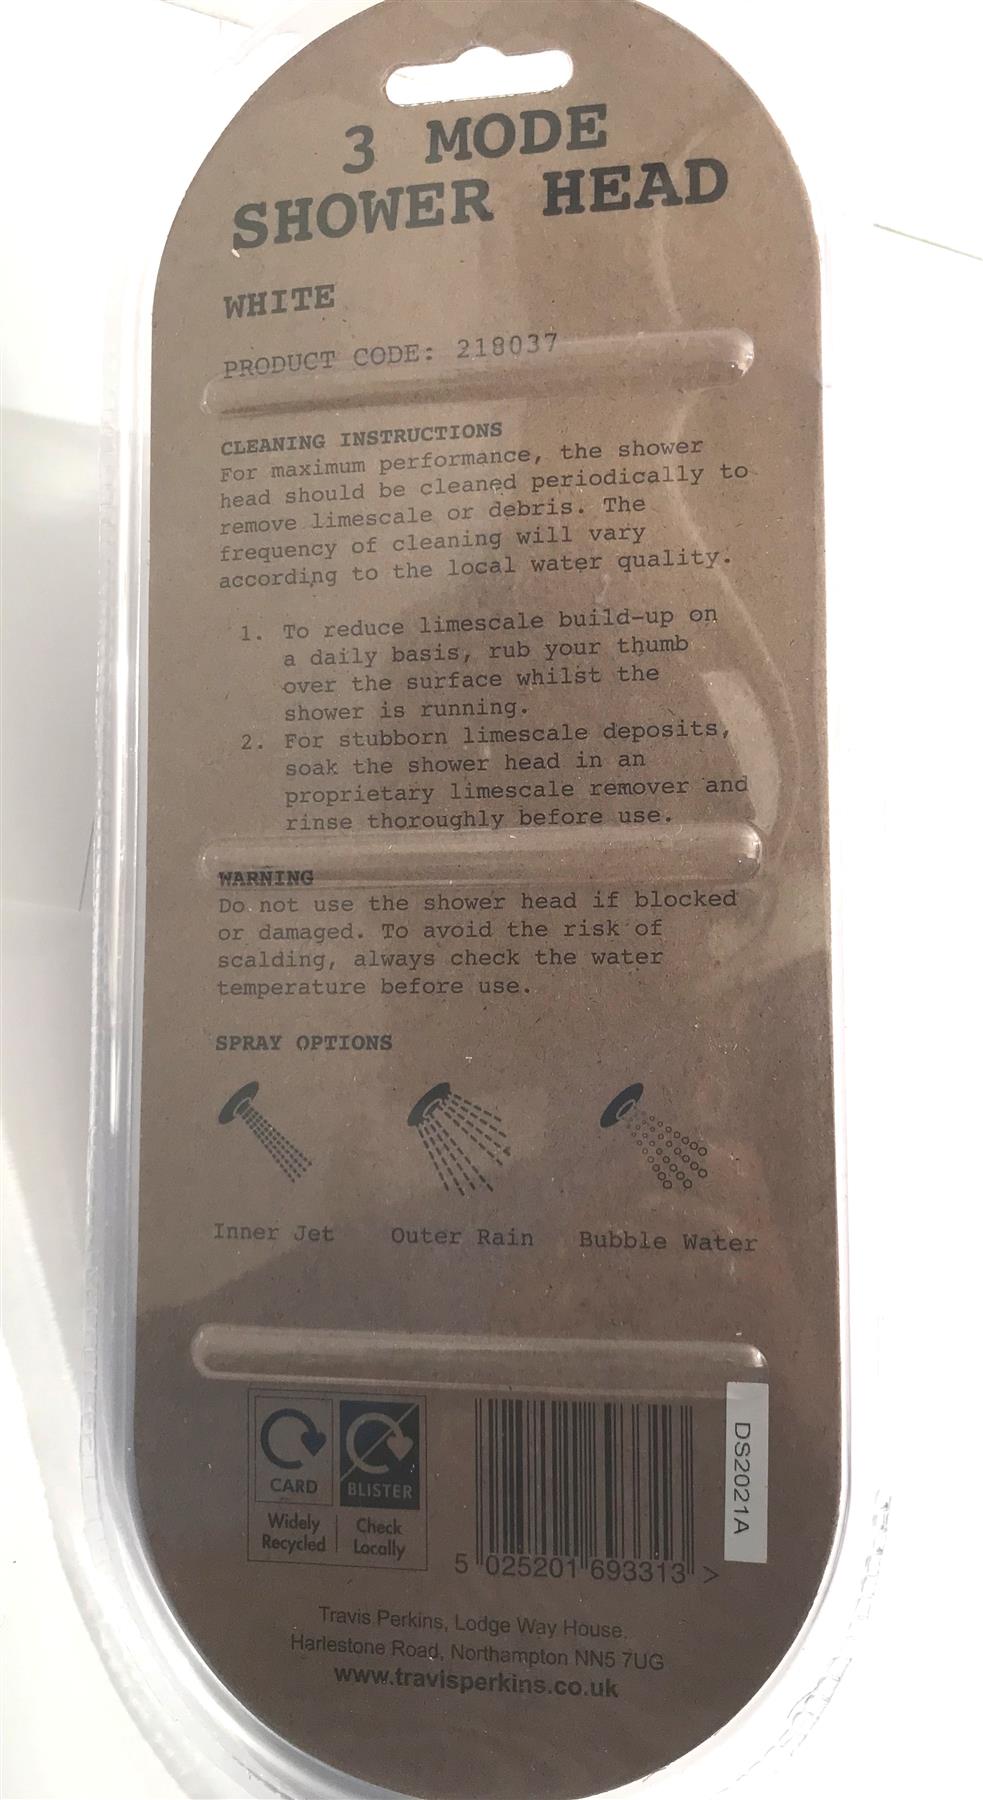 3 MODE
SHOWER HEAD
WHITE
PRODUCT CODE: 218037
CLEANING INSTRUCTIONS
For maximum performance, the shower
head should be cleaned periodically to
remove limescale or debris. The
frequency of cleaning will vary
according to the local water quality.
1. To reduce limescale build-up on
a daily basis, rub your thumb
over the surface whilst the
shower is running.
2. For stubborn limescale deposits,
soak the shower head in an
proprietary limescale remover and
rinse thoroughly before use.
WARNING
Do not use the shower head if blocked
or damaged. To avoid the risk of
scalding, always check the water
temperature before use.
SPRAY OPTIONS
Inner Jet Outer Rain Bubble Water
CARD BLISTER
Widely Check
Recycled Locally
DS2021A
5 025201 693313 >
Travis Perkins, Lodge Way House,
Harlestone Road, Northampton NN5 7UG
www.travisperkins.co.uk